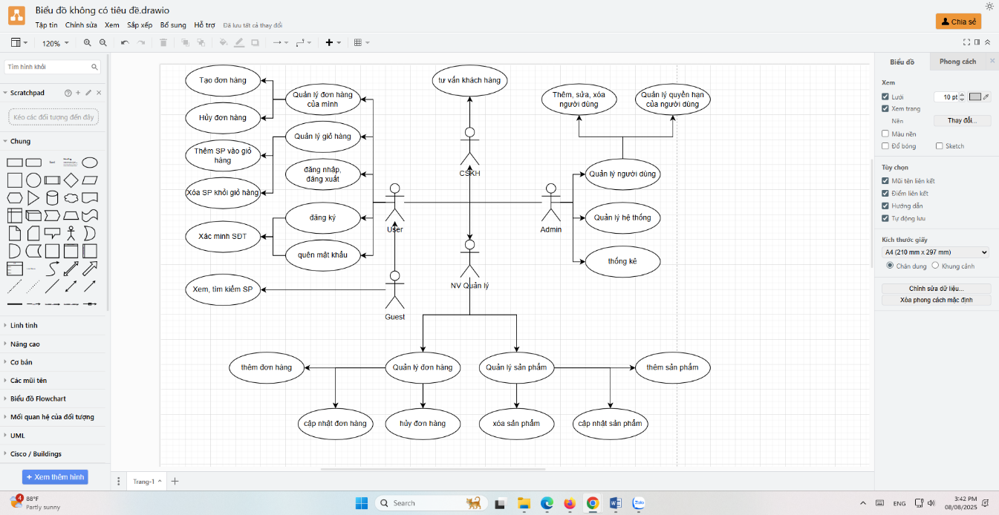 Biểu đồ không có tiêu đề.drawio
Tập tin Chỉnh sửa Xem Sắp xếp Bổ sung Hỗ trợ Đã lưu tất cả thay đổi
Chia sẻ
120%
Tìm hình khối
Scratchpad
Kéo các đối tượng đến đây
Chung
Text
Linh tinh
Nâng cao
Cơ bản
Các mũi tên
Biểu đồ Flowchart
Mối quan hệ của đối tượng
UML
Cisco / Buildings
+ Xem thêm hình
Tạo đơn hàng
Hủy đơn hàng
Quản lý đơn hàng
của mình
Quản lý giỏ hàng
Thêm SP vào giỏ
hàng
đăng nhập,
đăng xuất
Xóa SP khỏi giỏ hàng
đăng ký
Xác minh SĐT
quên mật khẩu
Xem, tìm kiếm SP
User
Guest
tư vấn khách hàng
CSKH
NV Quản lý
Admin
Thêm, sửa, xóa
người dùng
Quản lý quyền hạn
của người dùng
Quản lý người dùng
Quản lý hệ thống
thống kê
thêm đơn hàng
Quản lý đơn hàng
Quản lý sản phẩm
thêm sản phẩm
cập nhật đơn hàng
hủy đơn hàng
xóa sản phẩm
cập nhật sản phẩm
Trang-1
Biểu đồ
Phong cách
Xem
Lưới
10 pt
Xem trang
Nền
Thay đổi...
Màu nền
Đổ bóng
Sketch
Tùy chọn
Mũi tên liên kết
Điểm liên kết
Hướng dẫn
Tự động lưu
Kích thước giấy
A4 (210 mm x 297 mm)
Chân dung
Khung cảnh
Chỉnh sửa dữ liệu...
Xóa phong cách mặc định
4
88°F
Partly sunny
Search
Zalo
ENG
3:42 PM
08/08/2025